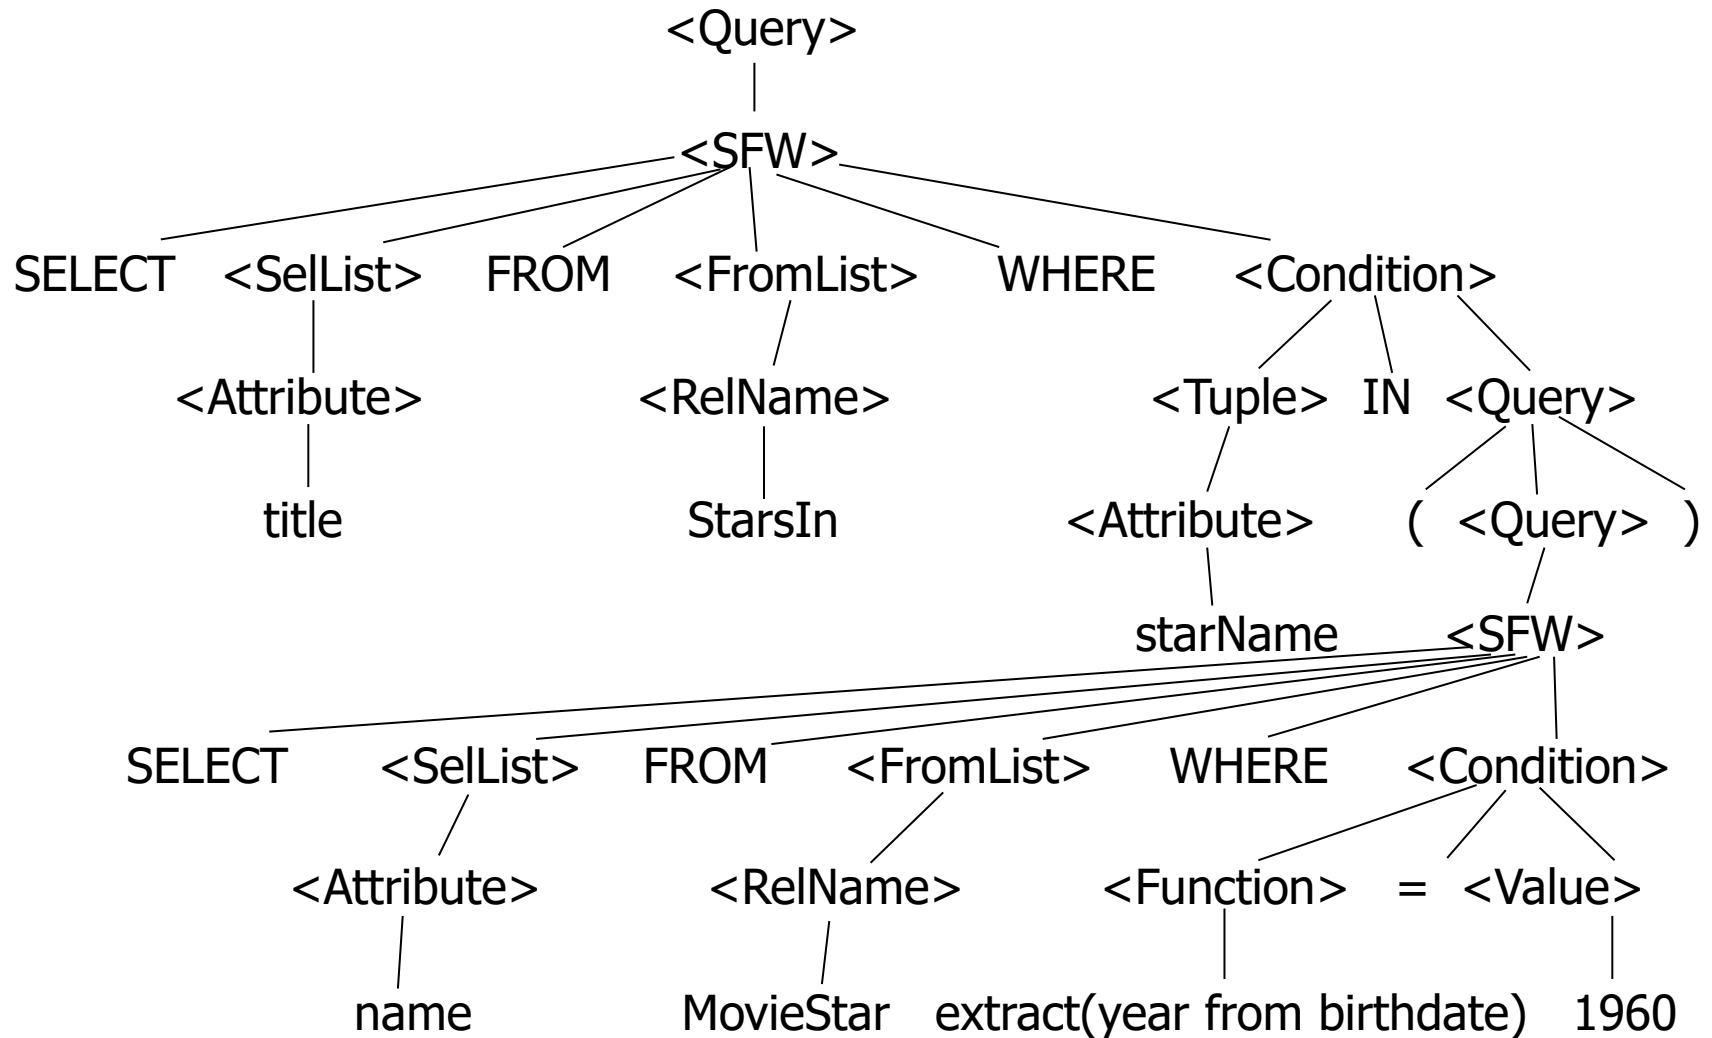 <Query>
<SFW>
SELECT <SelList> FROM <FromList> WHERE <Condition>
<Attribute> <RelName> <Tuple> IN <Query>
title StarsIn <Attribute> ( <Query> )
starName <SFW>
SELECT <SelList> FROM <FromList> WHERE <Condition>
<Attribute> <RelName> <Function> = <Value>
name MovieStar extract(year from birthdate) 1960